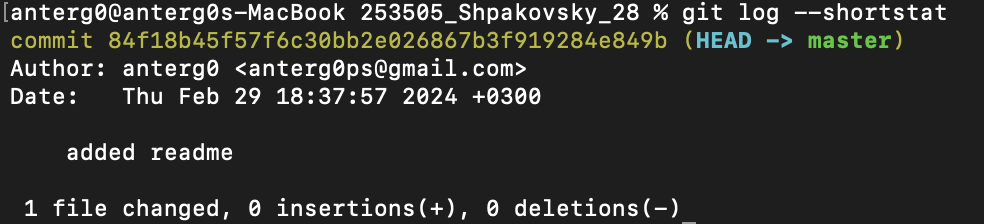 [anterg0@anterg0s-MacBook 253505_Shpakovsky_28 % git log --shortstat
commit 84f18b45f57f6c30bb2e026867b3f919284e849b (HEAD -> master)
Author: anterg0 <anterg0ps@gmail.com>
Date:   Thu Feb 29 18:37:57 2024 +0300
    added readme
 1 file changed, 0 insertions(+), 0 deletions(-)